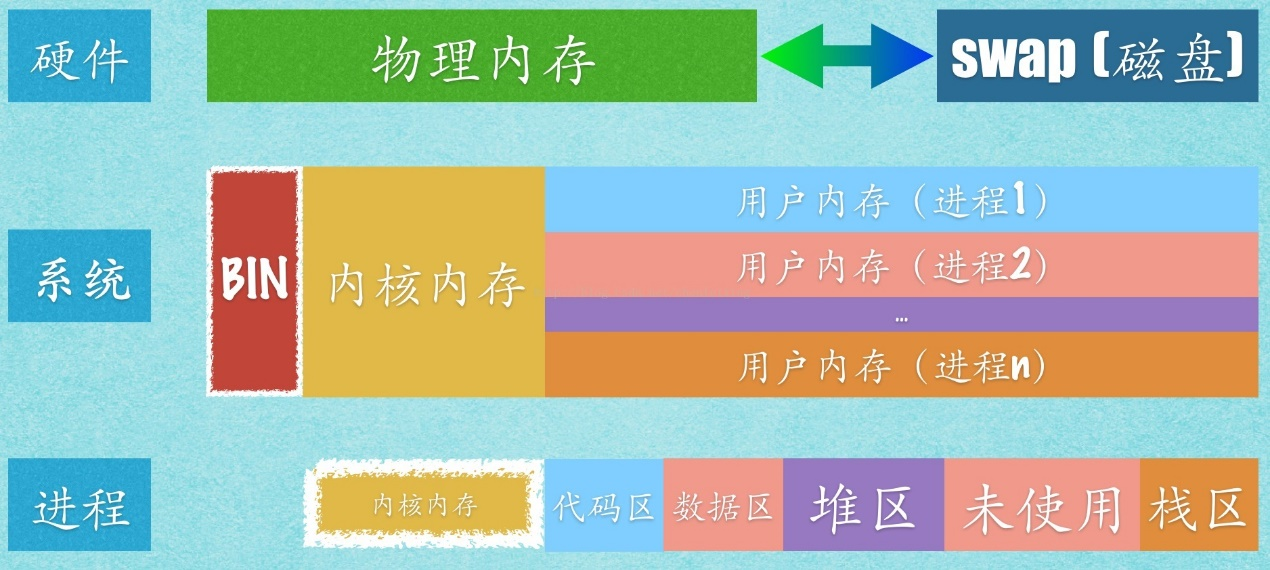 硬件
物理内存
swap (磁盘)
系统
BIN
内核内存
用户内存（进程1）
用户内存（进程2）
...
用户内存（进程n）
进程
内核内存
代码区
数据区
堆区
未使用
栈区